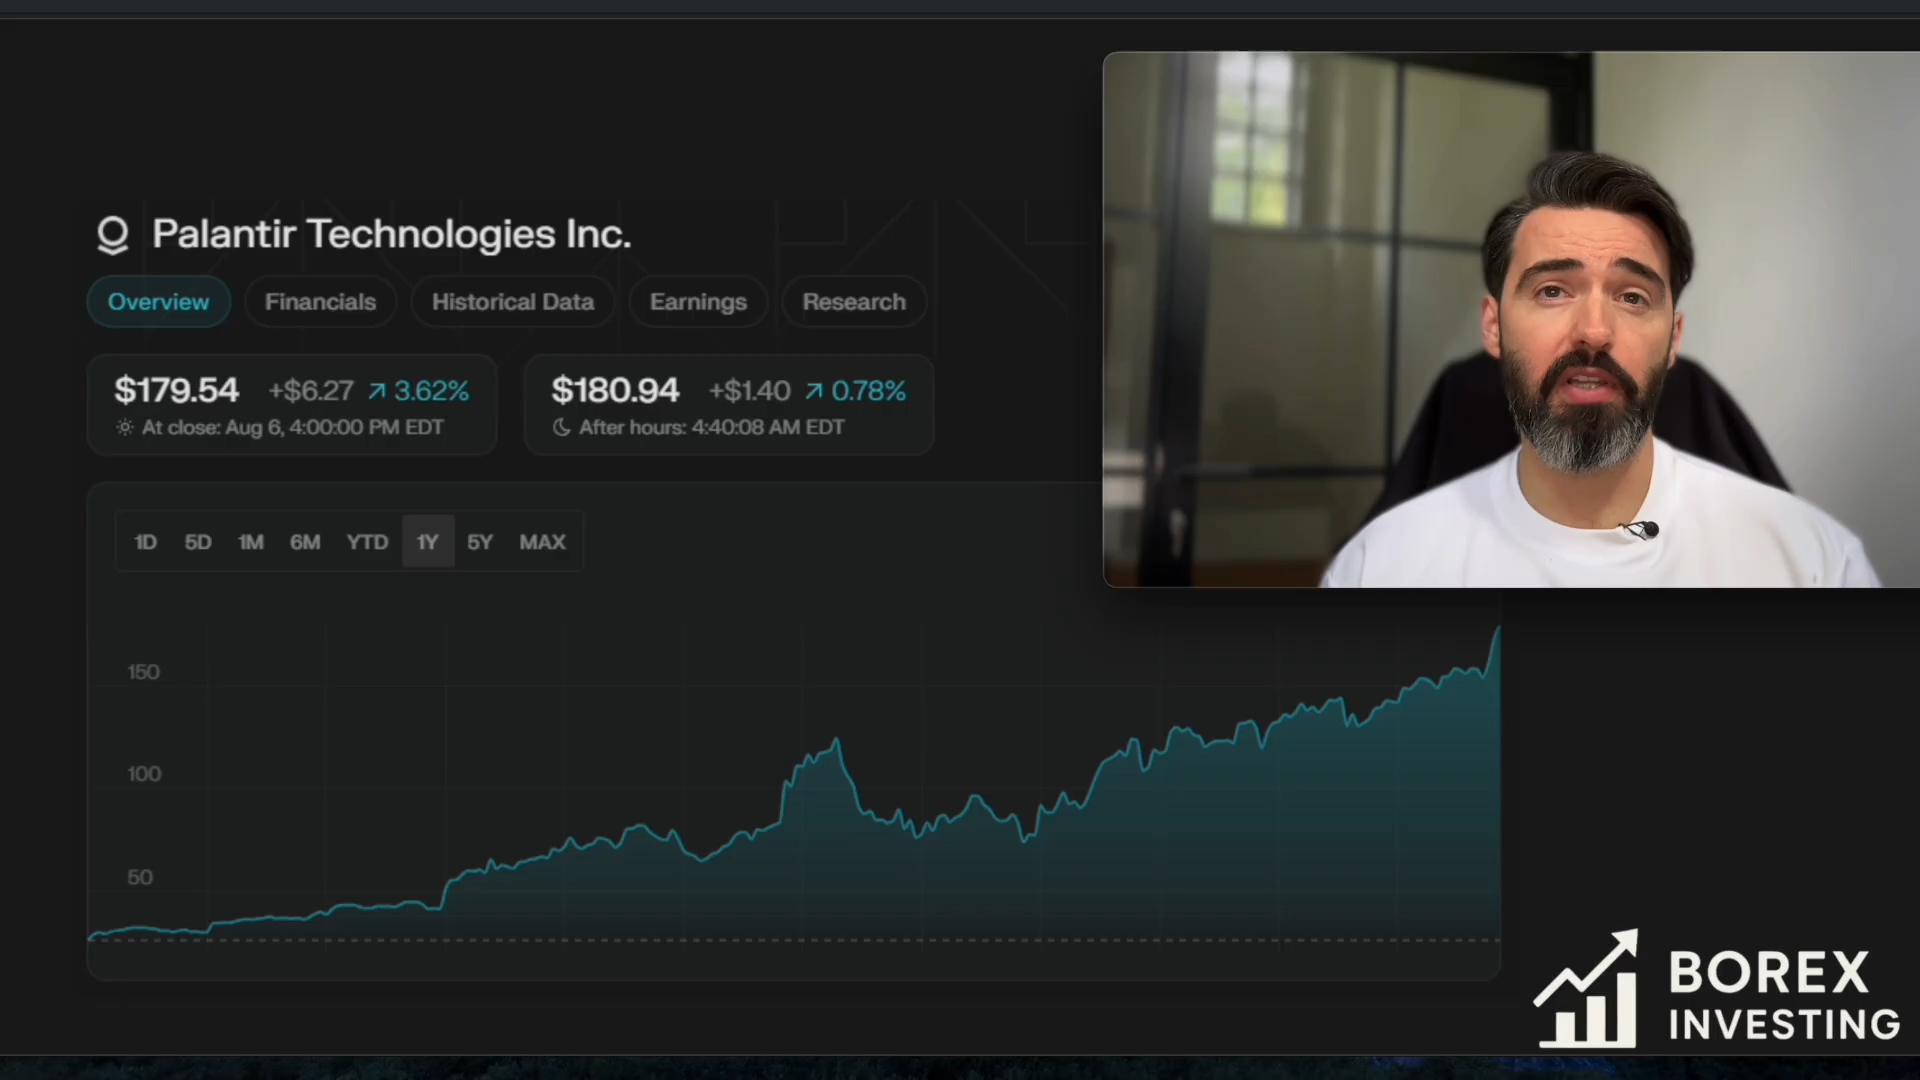 Palantir Technologies Inc.
Overview Financials Historical Data Earnings Research
$179.54 +$6.27 ↗ 3.62%
At close: Aug 6, 4:00:00 PM EDT
$180.94 +$1.40 ↗ 0.78%
After hours: 4:40:08 AM EDT
1D 5D 1M 6M YTD 1Y 5Y MAX
150
100
50
BOREX
INVESTING